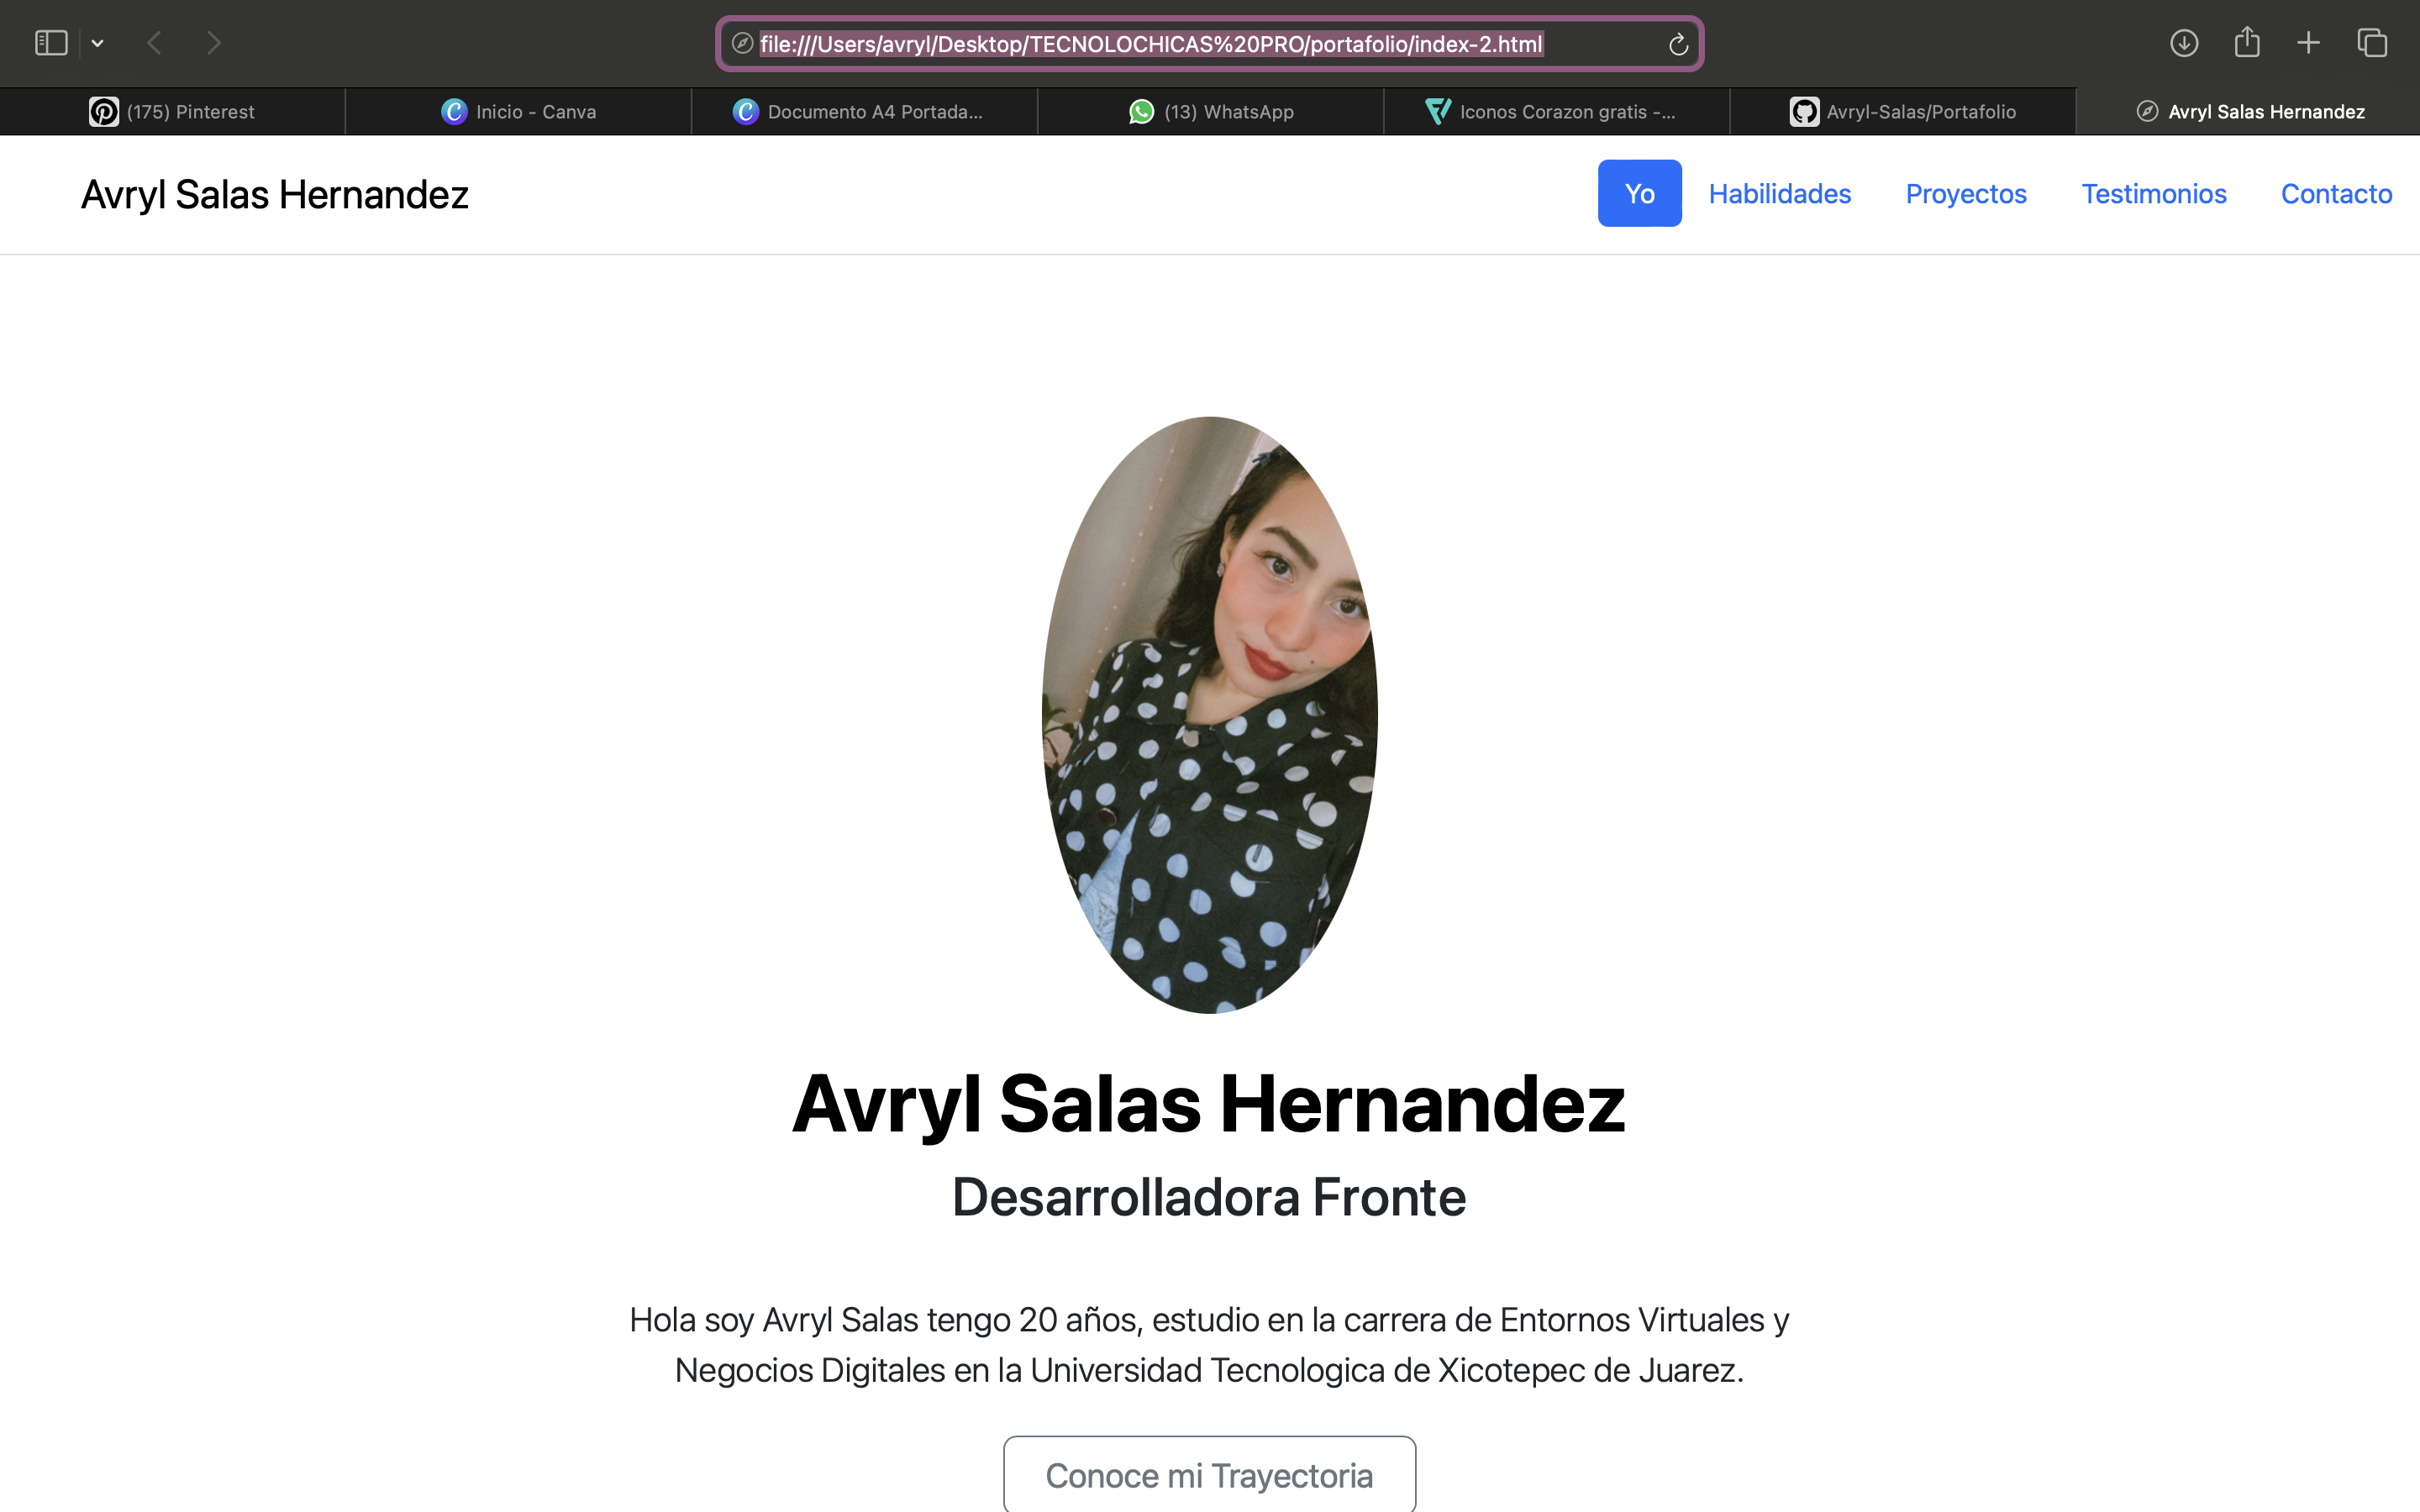 file:///Users/avryl/Desktop/TECNOLOCHICAS%20PRO/portafolio/index-2.html
(175) Pinterest
Inicio - Canva
Documento A4 Portada...
(13) WhatsApp
Iconos Corazon gratis -...
Avryl-Salas/Portafolio
Avryl Salas Hernandez
Avryl Salas Hernandez
Yo
Habilidades
Proyectos
Testimonios
Contacto
Avryl Salas Hernandez
Desarrolladora Fronte
Hola soy Avryl Salas tengo 20 años, estudio en la carrera de Entornos Virtuales y
Negocios Digitales en la Universidad Tecnologica de Xicotepec de Juarez.
Conoce mi Trayectoria